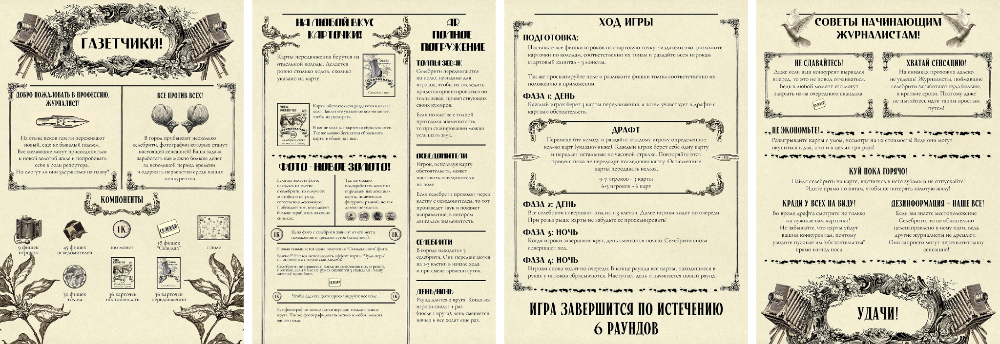 ГАЗЕТЧИКИ!
ДОБРО ПОЖАЛОВАТЬ В ПРОФЕССИЮ,
ЖУРНАЛИСТ!
На стыке веков газеты переживают
новый, еще не бывалый подъем.
Все желающие могут присоединиться
к новой золотой жиле и попробовать
себя в роли репортера.
Но смогут ли они удержаться на плаву?
ВСЕ ПРОТИВ ВСЕХ!
В город прибывают несколько
селебрити, фотографии которых станут
настоящей сенсацией! Ваша задача
заработать как можно больше денег
за небольшой период времени
и одержать первенство среди ваших
конкурентов
КОМПОНЕНТЫ
9 фишек
игроков
45 фишек
осведомителей
1К.
100 монет
СКАНДАЛ!
18 фишек
"Скандал"
1 поле
30 фишек
толпы
36 карточек
обстоятельств
36 карточек
передвижений
НА ЛЮБОЙ ВКУС
КАРТОЧКИ!
Карты передвижения берутся из
отдельной колоды. Делается
ровно столько ходов, сколько
указано на карте.
ОБУВЬ
СКОРОХОДЫ
Сделайте 1 шаг
ЧАШКА
ГОРЯЧЕГО ЧАЯ!
КРУЖЕЧКА ЧАЯ
2К
Селебрити стоит
на месте 1 раунд
Карты обстоятельств раздаются в начале
хода. Заплатите указанное кол-во монет,
чтобы их разыграть.
В конце хода все карточки сбрасываются.
Так же можно бесплатно сбрасывать
карты в обмен на 1 шаг.
ФОТО - НОВОЕ ЗОЛОТО!
Если вы делаете фото,
находясь на клетке
с селебрити, то получаете
достойную награду,
естественно денюжную!
Побеждает тот, кто сможет
больше заработать на своих
снимках.
Так же можно
подзаработать монет на
определенных локациях
карты, помеченных
фигурной рамкой, но так
далеко не уедешь.
1К.
Цена фото с селебрити зависит от его места
нахождения и времени суток (день/ночь).
1К.
Ночью повышается шанс получения "Скандального" фото.
Важно!!! Нельзя использовать эффект карты "Чудо-перо"
на оппонента с двумя скандалами.
Селебрити не нравится, когда их репутация под угрозой,
поэтому, если у вас на руках окажется 3 скандала - вашу
лавочку прикроют.
СКАНДАЛ!
1К.
Чтобы сделать фото просканируйте все поле.
1К.
Все фотографии зачисляются игрокам только в конце
круга. Так же фотографировать можно в любой момент
вашего хода.
AR
ПОЛНОЕ
ПОГРУЖЕНИЕ
ТОЛПЫ ЗЕВАК
Селебрити передвигаются
по полю, невидимо для
игроков, чтобы их отследить
придется ориентироваться по
толпе зевак, приветствующих
своих кумиров.
Если по клетке с толпой
проходила знаменитость,
то при сканировании можно
услышать звук.
ОСВЕДОМИТЕЛИ
Игрок, используя карту
обстоятельств, может
поставить осведомителя
на поле.
Если селебрети проходит через
клетку с осведомителем, то тот
произведет звук и покажет
направление, в котором
двигалась знаменитость.
СЕЛЕБРИТИ
В городе находятся 3
селебрити. Они передвигаются
на 1-3 клетки в начале хода
и при смене времени суток.
ДЕНЬ/НОЧЬ
Раунд длится 2 круга. Когда все
игроки сходят 1 раз
(после 1 круга), день сменяется
ночью и все ходят еще раз.
ХОД ИГРЫ
ПОДГОТОВКА:
Поставьте все фишки игроков на стартовую точку - издательство, разложите
карточки по колодам, соответственно их типам и раздайте всем игрокам
стартовый капитал - 3 монеты.
Так же просканируйте поле и разложите фишки толпы соответственно их
положению в приложении.
ФАЗА 1: ДЕНЬ
Каждый игрок берет 3 карты передвижения, а затем учавствует в драфте с
картами обстоятельств.
ДРАФТ
Перемешайте колоду и раздайте каждому игроку определенное
кол-во карт (указано ниже). Каждый игрок берет себе одну карту
и передает остальные по часовой стрелке. Повторяйте этот
процесс пока не передадут последнюю карту. Оставленные
карты передавать нельзя.
9-7 игроков - 3 карты
6-3 игроков - 6 карт
ФАЗА 2: ДЕНЬ
Все селебрити совершают ход на 1-3 клетки. Далее игроки ходят по очереди.
При розыгрыше карты не забудьте ее просканировать!
ФАЗА 3: НОЧЬ
Когда игроки завершают круг, день сменяется ночью. Селебрити снова
совершают ход.
ФАЗА 4: НОЧЬ
Игроки снова ходят по очереди. В конце раунда все карты, находящиеся в
руках у игроков сбрасываются. Наступает день и начинается новый раунд
ИГРА ЗАВЕРШИТСЯ ПО ИСТЕЧЕНИЮ
6 РАУНДОВ
СОВЕТЫ НАЧИНАЮЩИМ
ЖУРНАЛИСТАМ!
НЕ СДАВАЙТЕСЬ!
Даже если ваш конкурент вырвался
вперед, то это не повод отчаиваться.
Ведь в любой момент его могут
закрыть из-за очередного скандала.
СКАНДАЛ!
ХВАТАЙ СЕНСАЦИЮ!
На снимках прохожих далеко
не уедешь! Журналисты, поймавшие
селебрити заработают куда больше,
в краткие сроки. Поэтому даже
не пытайтесь идти таким простым
путем!
НЕ ЭКОНОМЬТЕ!
Разыгрывайте карты с умом, несмотря на их стоимость! Ведь они могут
окупиться в два, а то и в целых три раза!
КУЙ ПОКА ГОРЯЧО!
Найдя селебрити на карте, вцепитесь в него зубами и не отпускайте!
Идите прямо по пятам, чтобы не потерять золотую жилу!
КРАДИ У ВСЕХ НА ВИДУ!
Во время драфта смотрите не только
на нужные вам карточки!
Не забывайте, что карты уйдут
вашим конкурентам, поэтому
уводите нужные им "обстоятельства"
прямо из-под носа
ДЕЗИНФОРМАЦИЯ - НАШЕ ВСЕ!
Если вы знаете местоположение
Селебрити, то не обязательно
целенаправлено к нему идти, ведь
другие журналисты не дремлют.
Они запросто могут перехватит вашу
сенсацию!
УДАЧИ!